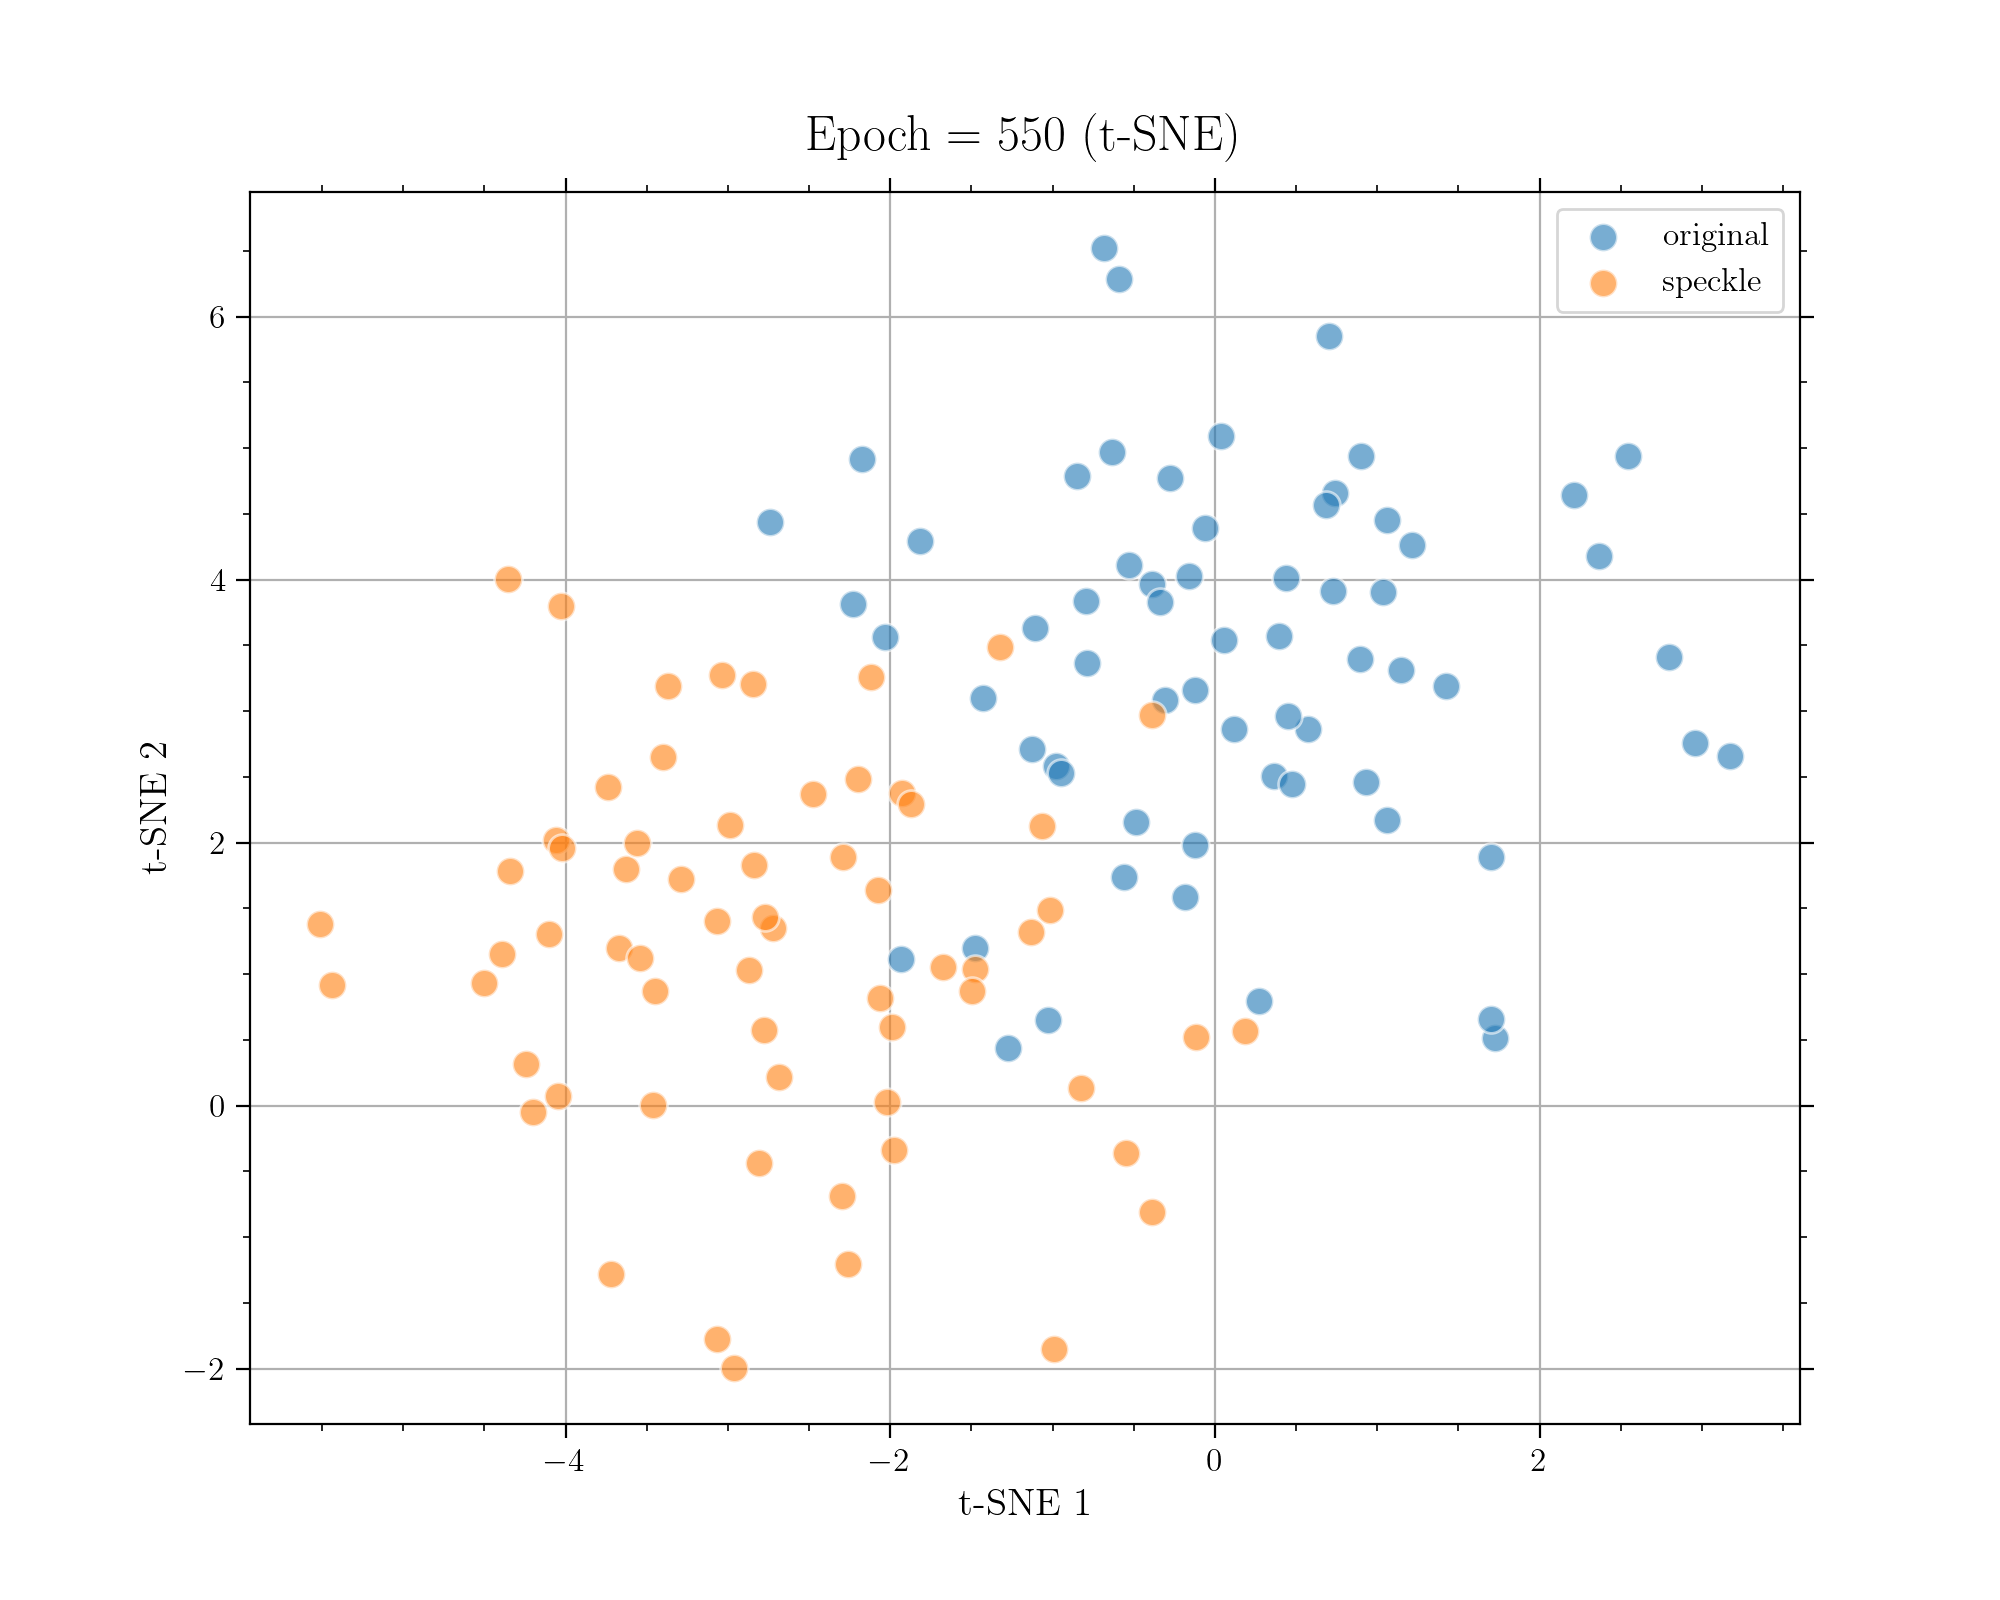 Epoch = 550 (t-SNE)
original
speckle
6
4
2
0
−2
t-SNE 2
−4
−2
0
2
t-SNE 1